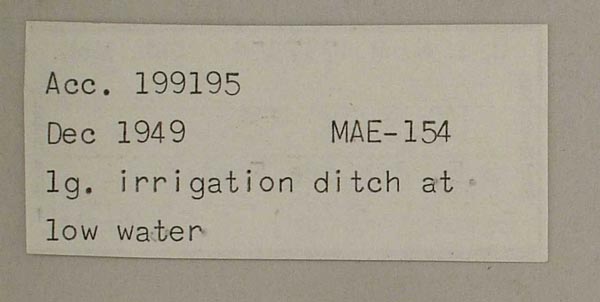 Acc. 199195
Dec 1949 MAE-154
lg. irrigation ditch at
low water